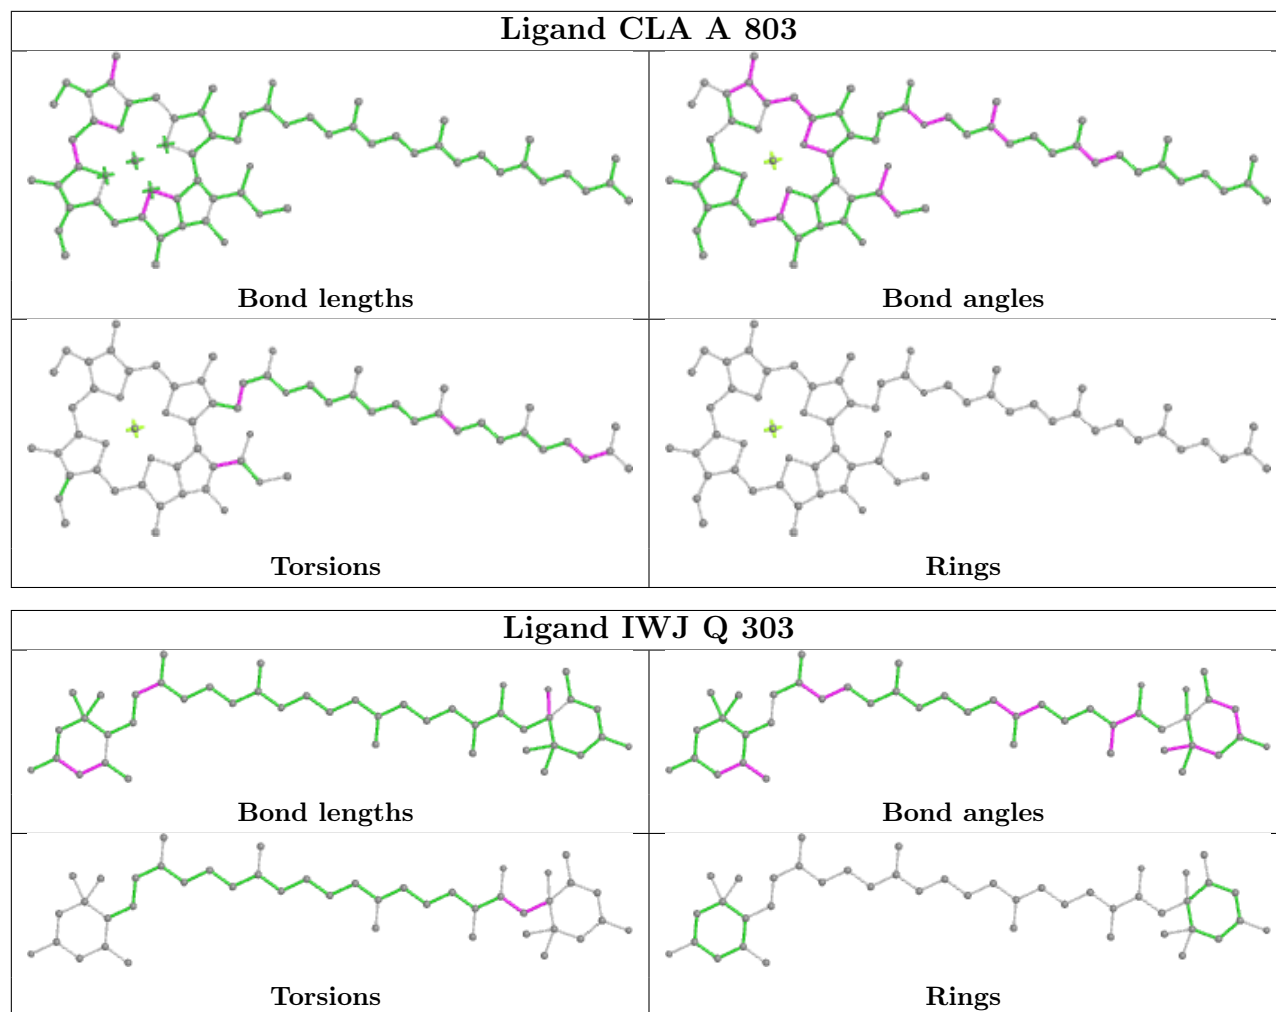 Ligand CLA A 803
Bond lengths
Bond angles
Torsions
Rings
Ligand IWJ Q 303
Bond lengths
Bond angles
Torsions
Rings